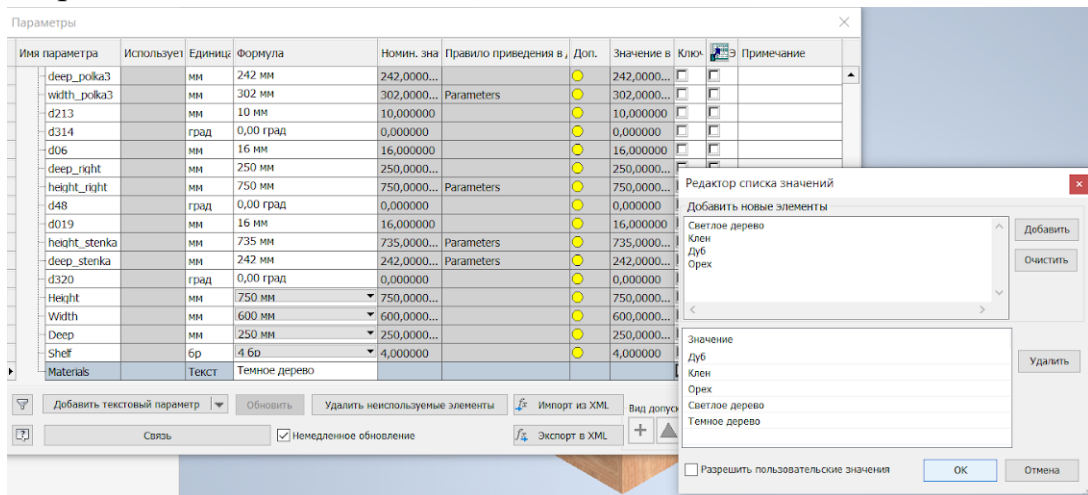 Параметры
Имя параметра Использует Единица Формула Номин. зна Правило приведения в Доп. Значение в Клю Э Примечание
deep_polka3 мм 242 мм 242,0000...  242,0000...
width_polka3 мм 302 мм 302,0000... Parameters 302,0000...
d213 мм 10 мм 10,000000 10,000000
d314 град 0,00 град 0,000000 0,000000
d06 мм 16 мм 16,000000 16,000000
deep_right мм 250 мм 250,0000... 250,0000...
height_right мм 750 мм 750,0000... Parameters 750,0000...
d48 град 0,00 град 0,000000 0,000000
d019 мм 16 мм 16,000000 16,000000
height_stenka мм 735 мм 735,0000... Parameters 735,0000...
deep_stenka мм 242 мм 242,0000... Parameters 242,0000...
d320 град 0,00 град 0,000000 0,000000
Height мм 750 мм 750,0000... 750,0000...
Width мм 600 мм 600,0000... 600,0000...
Deep мм 250 мм 250,0000... 250,0000...
Shelf бр 4 бр 4,000000 4,000000
Materials Текст Темное дерево
Добавить текстовый параметр Обновить Удалить неиспользуемые элементы Импорт из XML Вид допуск
Связь Немедленное обновление Экспорт в XML
Редактор списка значений
Добавить новые элементы
Светлое дерево
Клен
Дуб
Орех
Добавить
Очистить
Значение
Дуб
Клен
Орех
Светлое дерево
Темное дерево
Удалить
Разрешить пользовательские значения OK Отмена